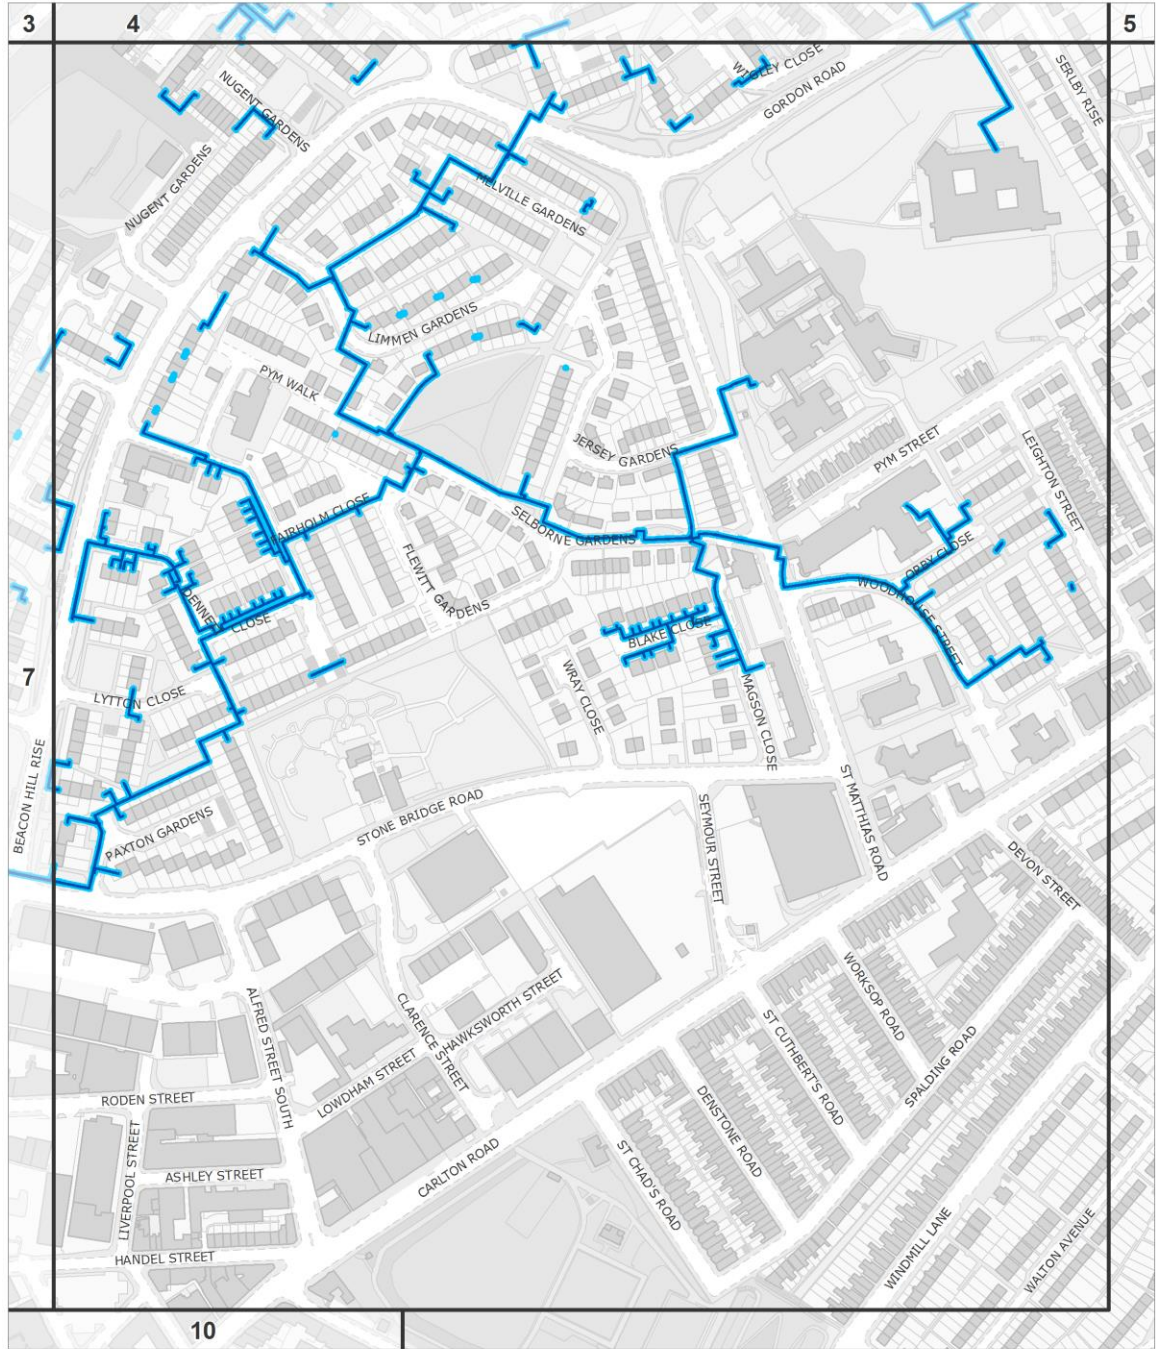 3
4
5
NUGENT GARDENS
WIGLEY CLOSE
GORDON ROAD
SERLBY RISE
NUGENT GARDENS
MELVILLE GARDENS
LIMMEN GARDENS
PYM WALK
JERSEY GARDENS
PYM STREET
LEIGHTON STREET
FAIRHOLM CLOSE
SELBORNE GARDENS
FLEWITT GARDENS
ORBY CLOSE
WOODHOUSE STREET
DENNETT CLOSE
BLAKE CLOSE
7
LYTTON CLOSE
WRAY CLOSE
MAGSON CLOSE
BEACON HILL RISE
PAXTON GARDENS
STONE BRIDGE ROAD
SEYMOUR STREET
ST MATTHIAS ROAD
DEVON STREET
WORKSOP ROAD
ALFRED STREET SOUTH
CLARENCE STREET
HAWKSWORTH STREET
ST CUTHBERT'S ROAD
SPALDING ROAD
LOWDHAM STREET
RODEN STREET
DENSTONE ROAD
LIVERPOOL STREET
ASHLEY STREET
CARLTON ROAD
ST CHAD'S ROAD
WINDMILL LANE
WALTON AVENUE
HANDEL STREET
10